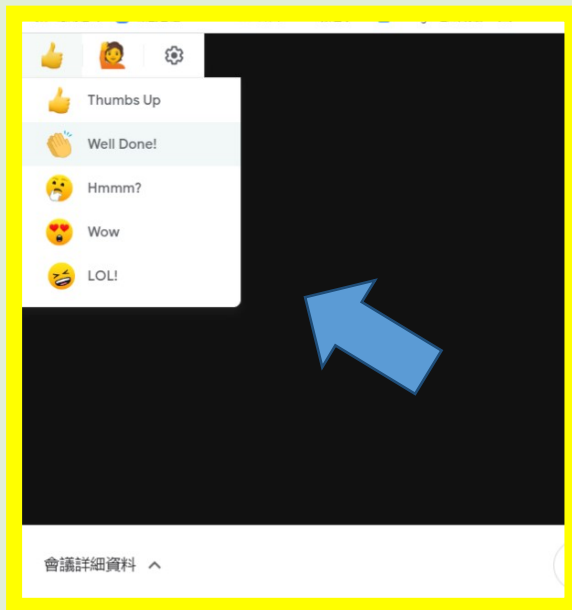 Thumbs Up
Well Done!
Hmmm?
Wow
LOL!
會議詳細資料